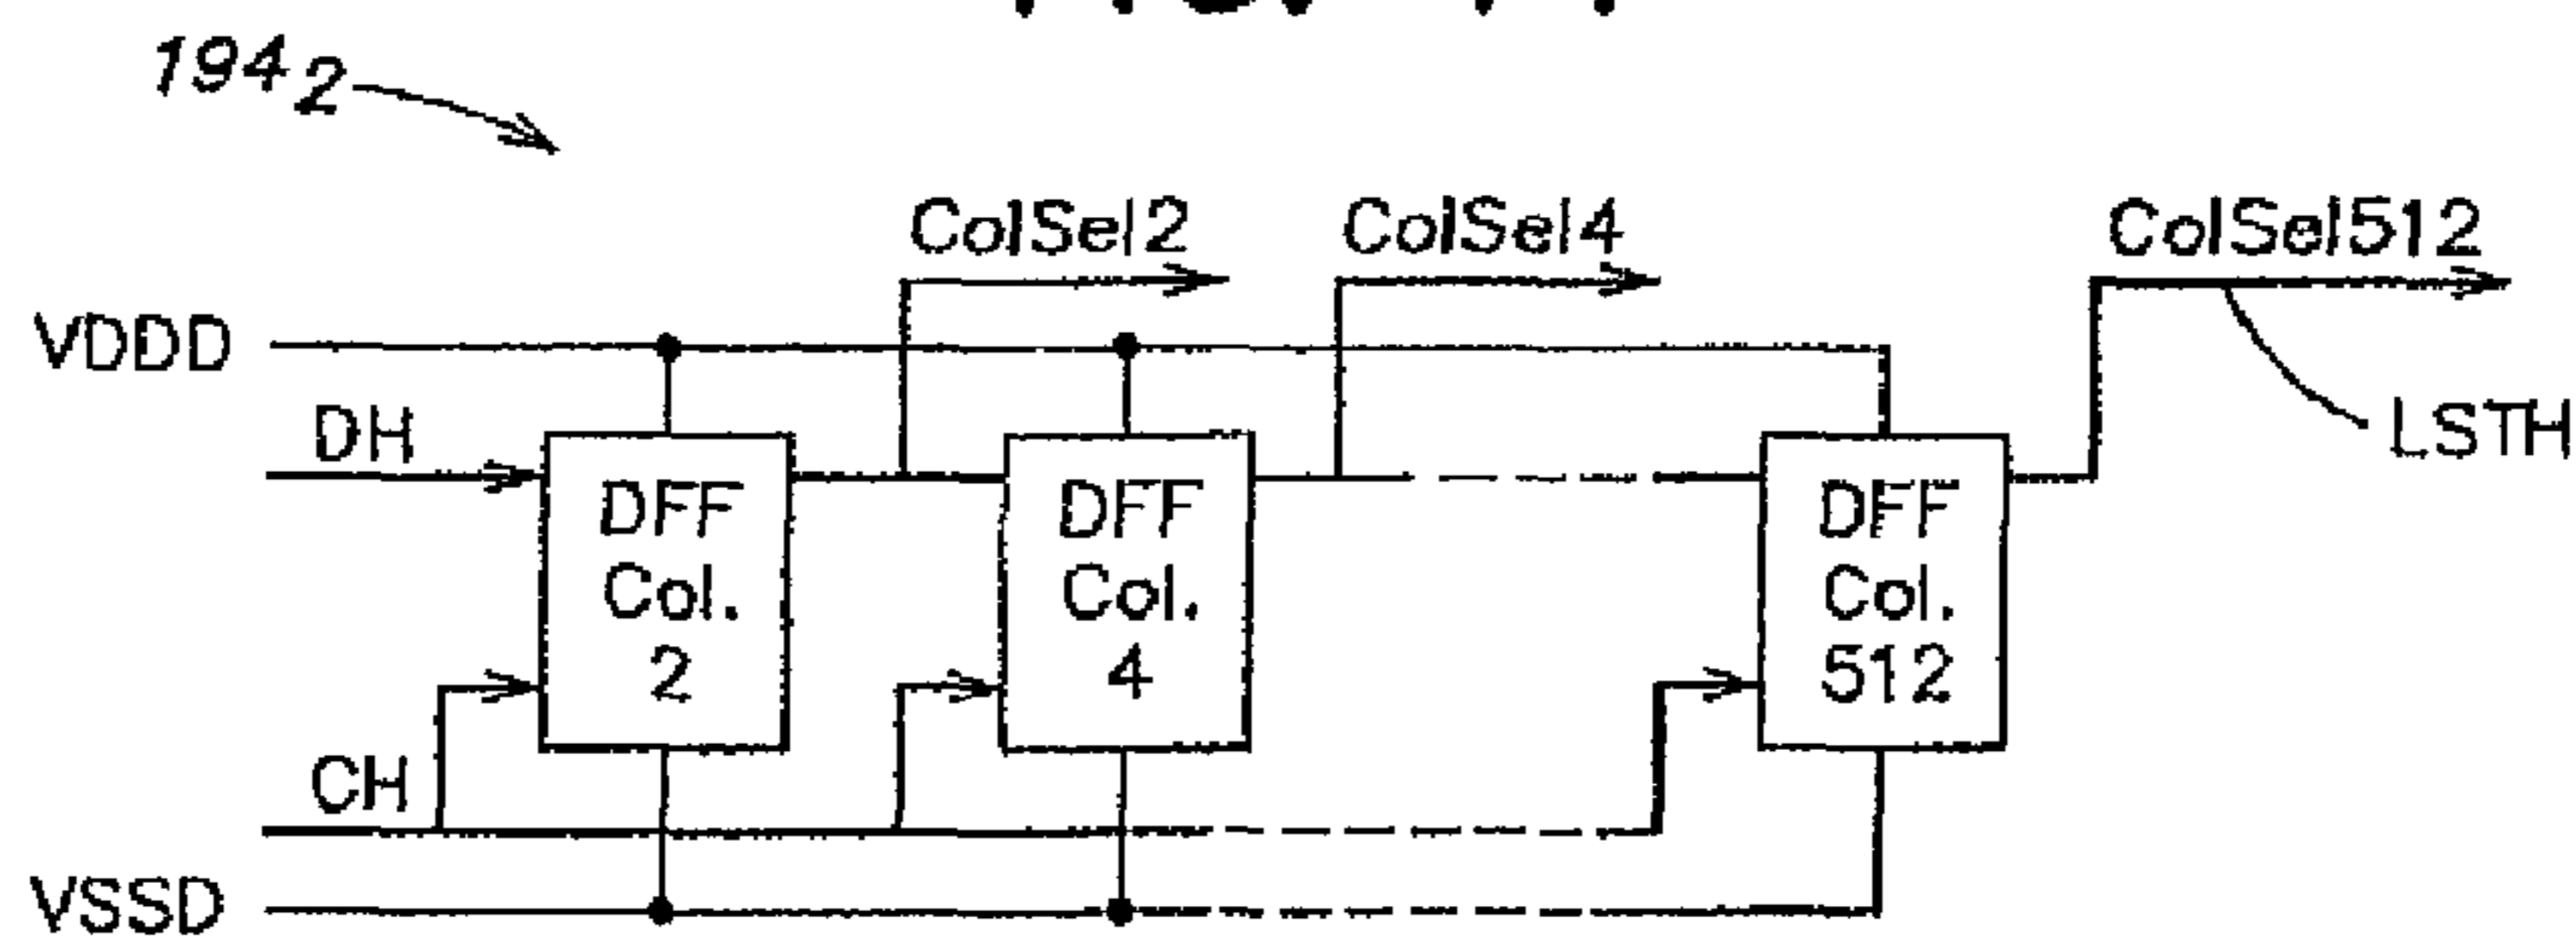 194₂
ColSel2
ColSel4
ColSel512
VDDD
DH
LSTH
DFF
Col.
2
DFF
Col.
4
DFF
Col.
512
CH
VSSD